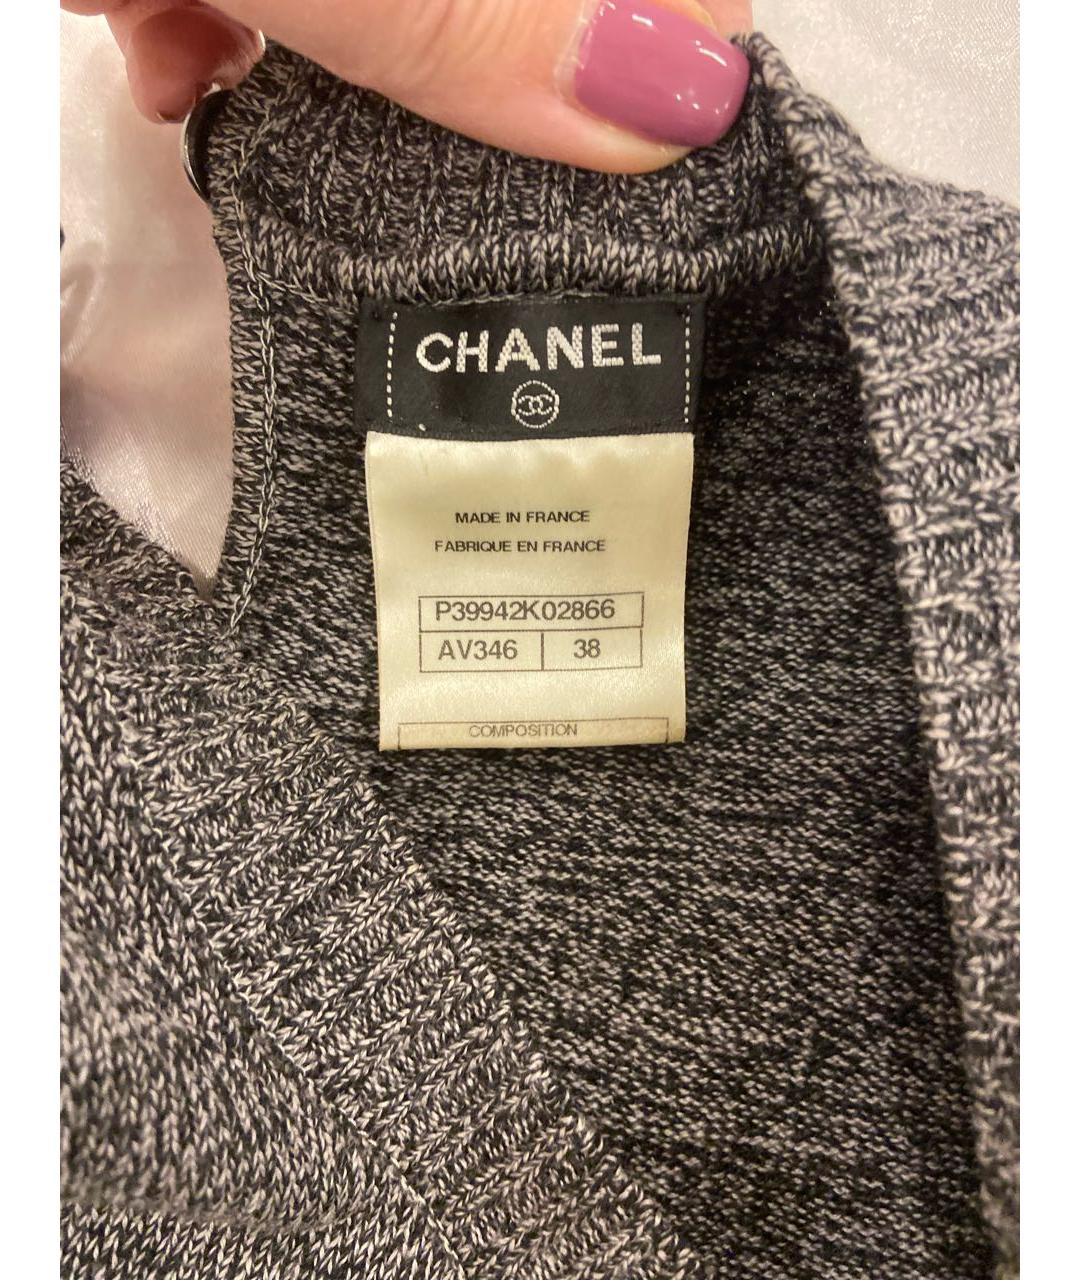 CHANEL
MADE IN FRANCE
FABRIQUE EN FRANCE
P39942K02866
AV346 38
COMPOSITION